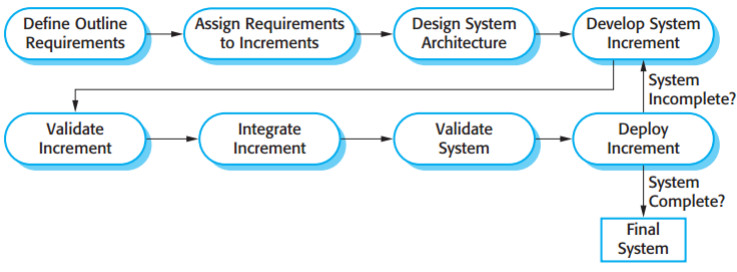 Define Outline
Requirements
Assign Requirements
to Increments
Design System
Architecture
Develop System
Increment
System
Incomplete?
Validate
Increment
Integrate
Increment
Validate
System
Deploy
Increment
System
Complete?
Final
System